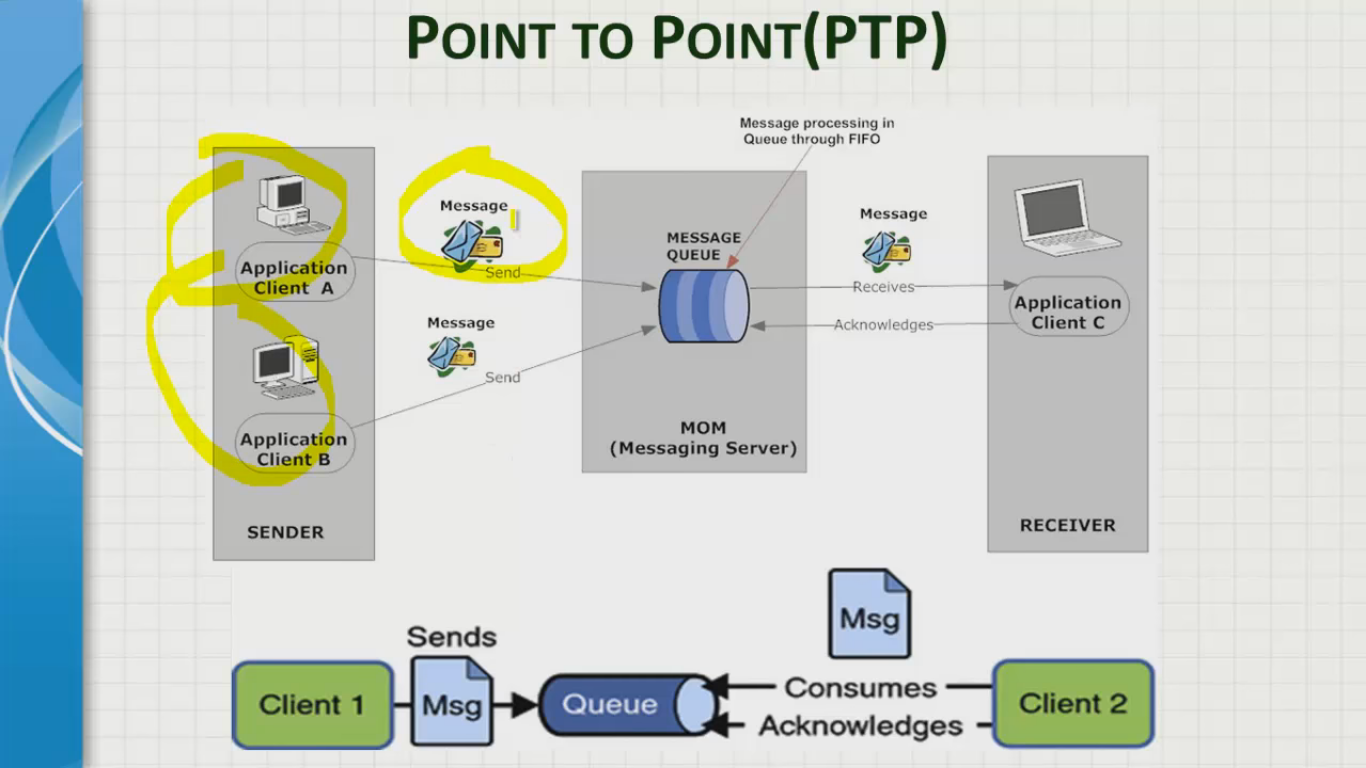 POINT TO POINT(PTP)
Message processing in
Queue through FIFO
Message
Message
MESSAGE
QUEUE
Application
Client A
Send
Receives
Application
Client C
Acknowledges
Message
Send
Application
Client B
MOM
(Messaging Server)
SENDER
RECEIVER
Msg
Sends
Client 1
Msg
Queue
Consumes
Acknowledges
Client 2